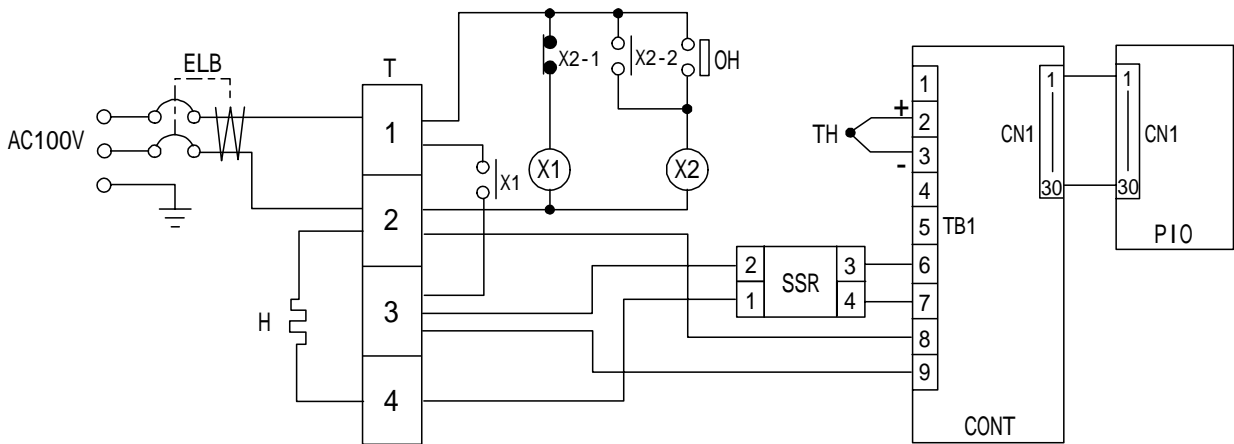 ELB
T
AC100V
1
2
3
4
H
X1
X2-1
X2-2
OH
X1
X2
TH
+
-
2
1
SSR
3
4
1
2
3
4
5
6
7
8
9
TB1
CONT
CN1
1
30
1
30
CN1
PIO